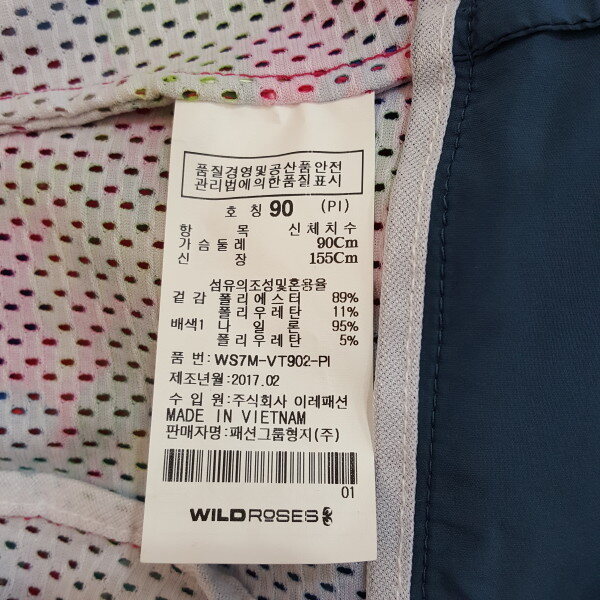 품질경영및공산품안전
관리법에의한품질표시
호 칭 90 (PI)
항 목 신체치수
가슴둘레 90Cm
신 장 155Cm
섬유의조성및혼용율
겉 감 폴리에스터 89%
폴리우레탄 11%
배색1 나 일 론 95%
폴리우레탄 5%
품 번: WS7M-VT902-PI
제조년월:2017.02
수 입 원:주식회사 이레패션
MADE IN VIETNAM
판매자명:패션그룹형지(주)
01
WILDROSES